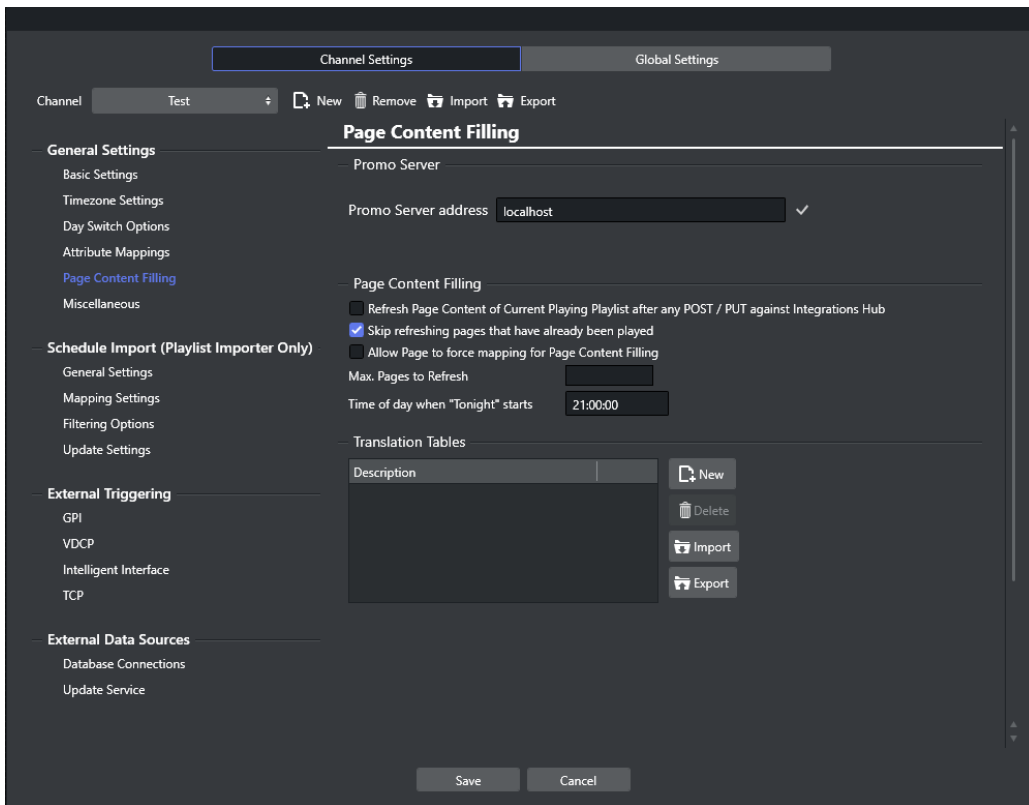 Channel Settings
Global Settings
Channel
Test
New
Remove
Import
Export
General Settings
Basic Settings
Timezone Settings
Day Switch Options
Attribute Mappings
Page Content Filling
Miscellaneous
Schedule Import (Playlist Importer Only)
General Settings
Mapping Settings
Filtering Options
Update Settings
External Triggering
GPI
VDCP
Intelligent Interface
TCP
External Data Sources
Database Connections
Update Service
Page Content Filling
Promo Server
Promo Server address
localhost
Page Content Filling
Refresh Page Content of Current Playing Playlist after any POST / PUT against Integrations Hub
Skip refreshing pages that have already been played
Allow Page to force mapping for Page Content Filling
Max. Pages to Refresh
Time of day when "Tonight" starts
21:00:00
Translation Tables
Description
New
Delete
Import
Export
Save
Cancel